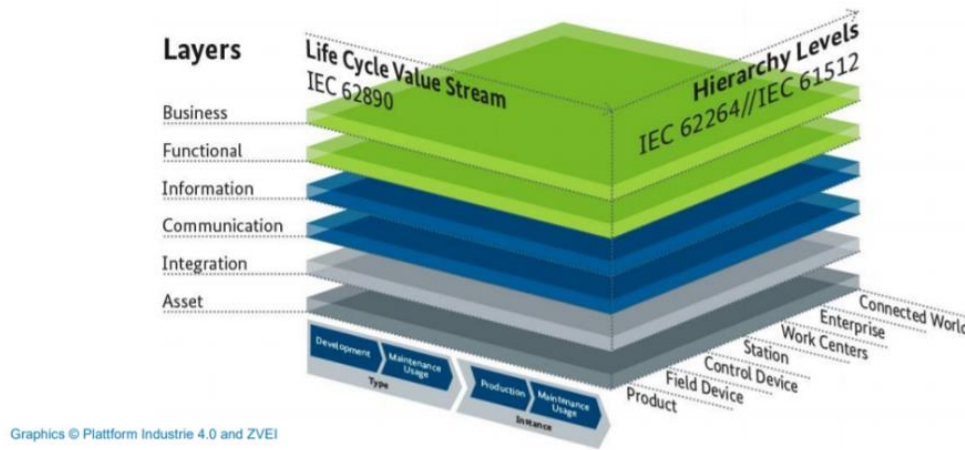 Layers
Life Cycle Value Stream
IEC 62890
Hierarchy Levels
IEC 62264//IEC 61512
Business
Functional
Information
Communication
Integration
Asset
Development
Maintenance
Usage
Type
Production
Maintenance
Usage
Instance
Connected World
Enterprise
Work Centers
Station
Control Device
Field Device
Product
Graphics © Plattform Industrie 4.0 and ZVEI